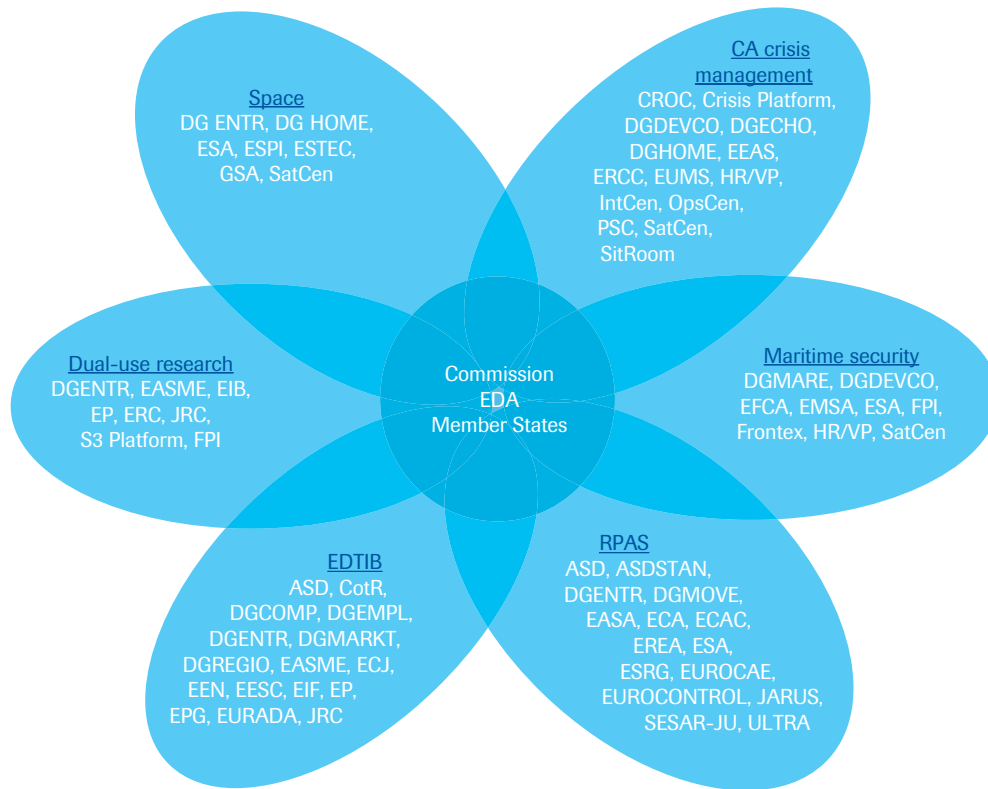 Space
DG ENTR, DG HOME,
ESA, ESPI, ESTEC,
GSA, SatCen
CA crisis
management
CROC, Crisis Platform,
DGDEVCO, DGECHO,
DGHOME, EEAS,
ERCC, EUMS, HR/VP,
IntCen, OpsCen,
PSC, SatCen,
SitRoom
Dual-use research
DGENTR, EASME, EIB,
EP, ERC, JRC,
S3 Platform, FPI
Commission
EDA
Member States
Maritime security
DGMARE, DGDEVCO,
EFCA, EMSA, ESA, FPI,
Frontex, HR/VP, SatCen
EDTIB
ASD, CotR,
DGCOMP, DGEMPL,
DGENTR, DGMARKT,
DGREGIO, EASME, ECJ,
EEN, EESC, EIF, EP,
EPG, EURADA, JRC
RPAS
ASD, ASDSTAN,
DGENTR, DGMOVE,
EASA, ECA, ECAC,
EREA, ESA,
ESRG, EUROCAE,
EUROCONTROL, JARUS,
SESAR-JU, ULTRA